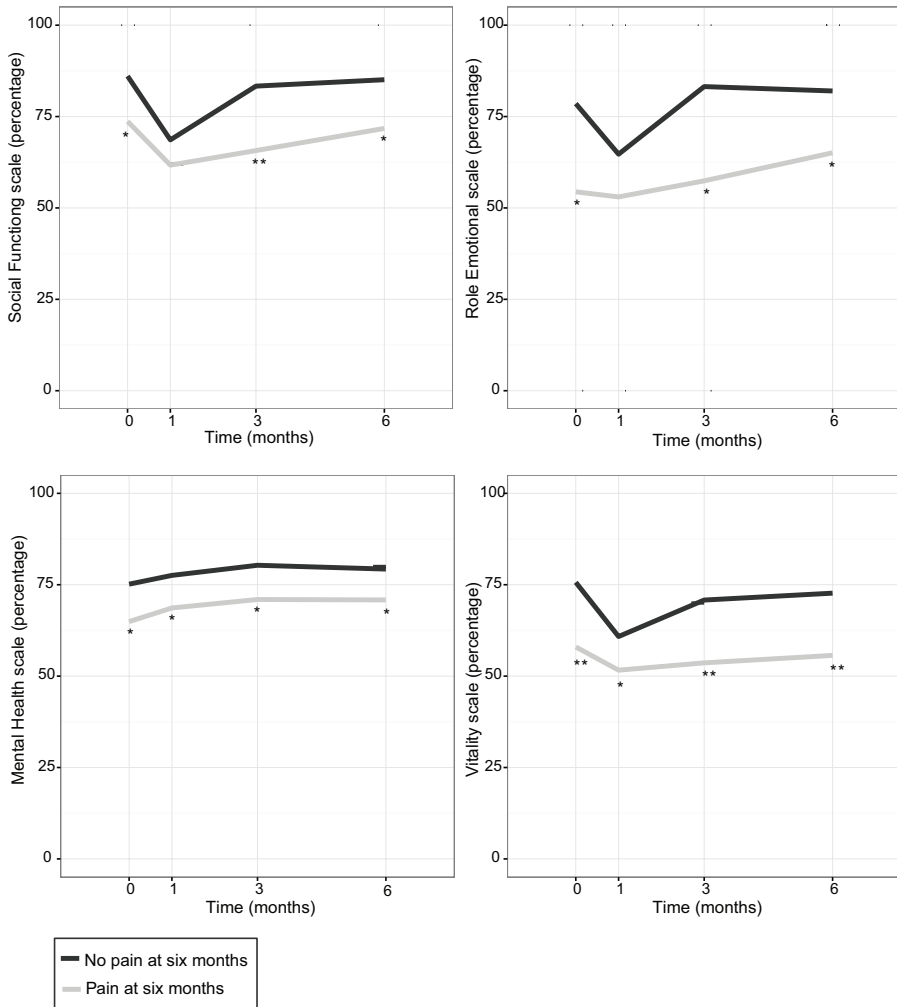 100
75
50
25
0
Social Functiong scale (percentage)
*
**
*
0 1 3 6
Time (months)
100
75
50
25
0
Role Emotional scale (percentage)
*
*
*
0 1 3 6
Time (months)
100
75
50
25
0
Mental Health scale (percentage)
*
*
*
*
0 1 3 6
Time (months)
100
75
50
25
0
Vitality scale (percentage)
**
*
**
**
0 1 3 6
Time (months)
No pain at six months
Pain at six months